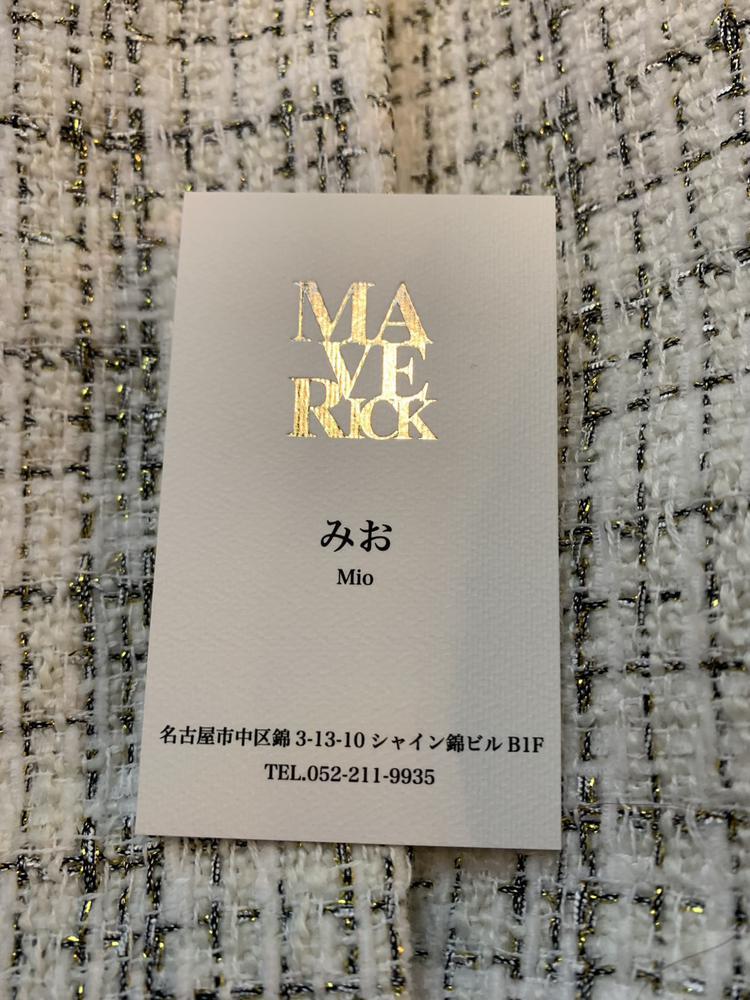 MA
VE
RICK
みお
Mio
名古屋市中区錦 3-13-10 シャイン錦ビル B1F
TEL.052-211-9935